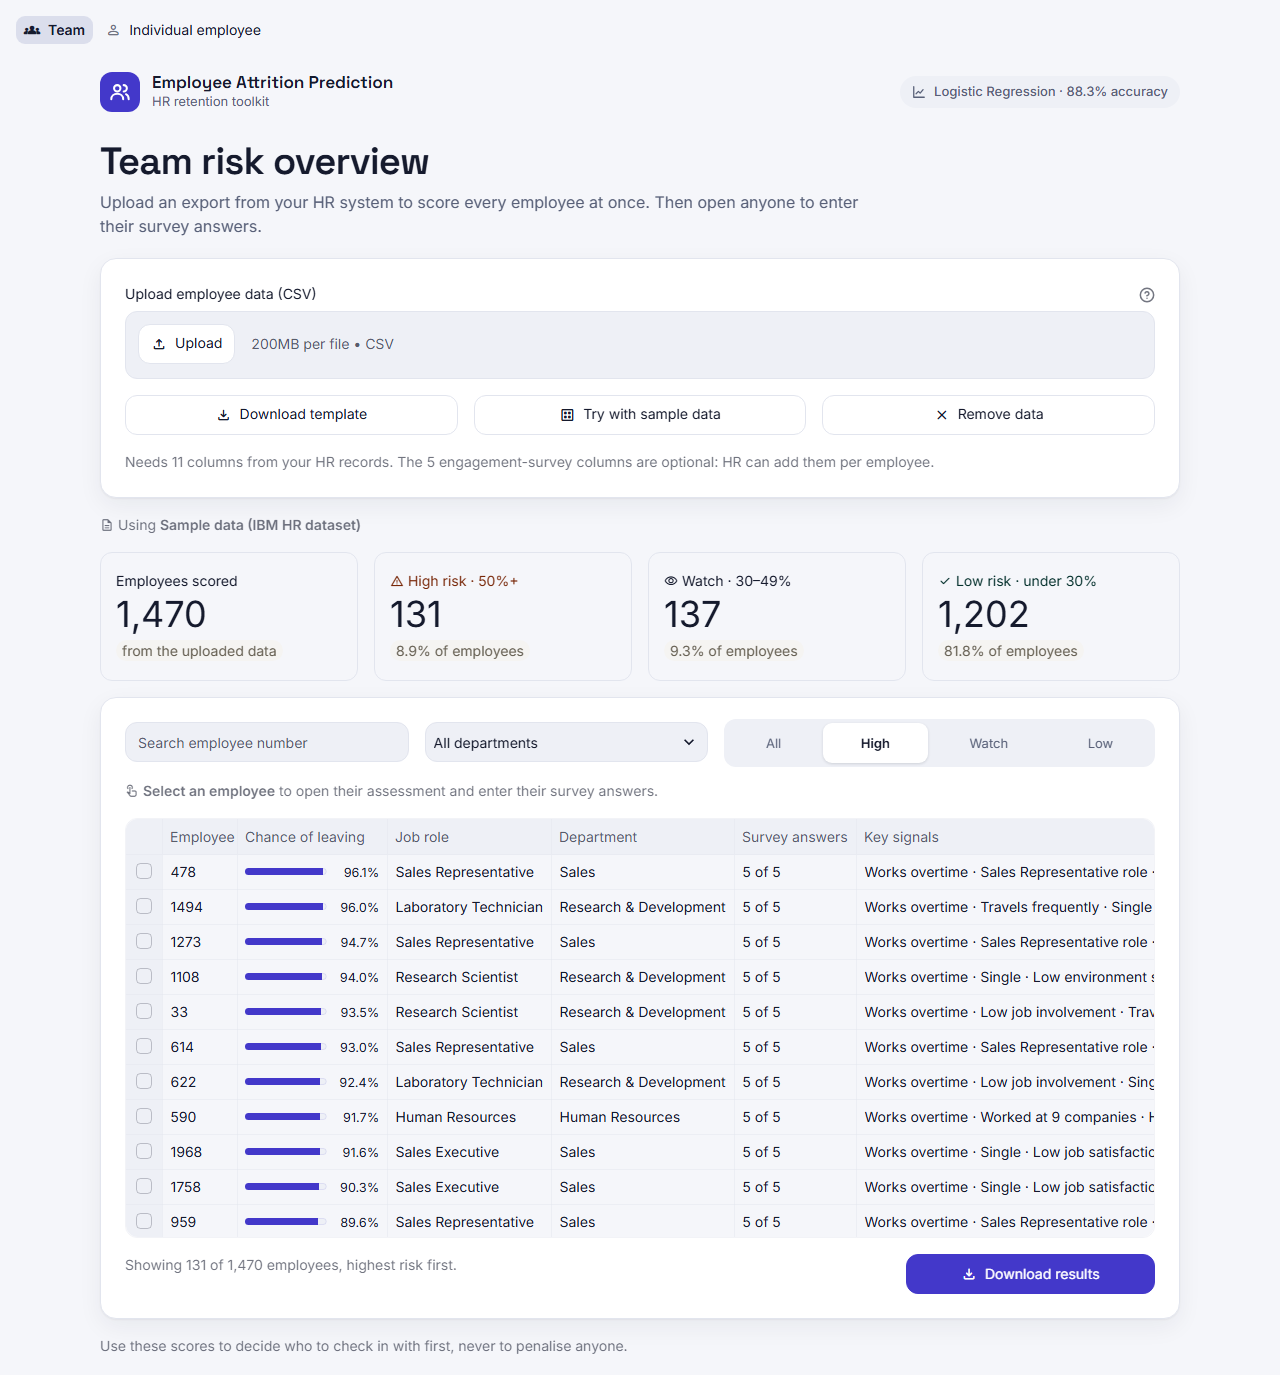 Team
Individual employee
Employee Attrition Prediction
HR retention toolkit
Logistic Regression · 88.3% accuracy
Team risk overview
Upload an export from your HR system to score every employee at once. Then open anyone to enter
their survey answers.
Upload employee data (CSV)
Upload
200MB per file • CSV
Download template
Try with sample data
Remove data
Needs 11 columns from your HR records. The 5 engagement-survey columns are optional: HR can add them per employee.
Using Sample data (IBM HR dataset)
Employees scored
1,470
from the uploaded data
High risk · 50%+
131
8.9% of employees
Watch · 30–49%
137
9.3% of employees
Low risk · under 30%
1,202
81.8% of employees
Search employee number
All departments
All
High
Watch
Low
Select an employee to open their assessment and enter their survey answers.
Employee Chance of leaving Job role Department Survey answers Key signals
478 96.1% Sales Representative Sales 5 of 5 Works overtime · Sales Representative role ·
1494 96.0% Laboratory Technician Research & Development 5 of 5 Works overtime · Travels frequently · Single
1273 94.7% Sales Representative Sales 5 of 5 Works overtime · Sales Representative role ·
1108 94.0% Research Scientist Research & Development 5 of 5 Works overtime · Single · Low environment s
33 93.5% Research Scientist Research & Development 5 of 5 Works overtime · Low job involvement · Trav
614 93.0% Sales Representative Sales 5 of 5 Works overtime · Sales Representative role ·
622 92.4% Laboratory Technician Research & Development 5 of 5 Works overtime · Low job involvement · Sing
590 91.7% Human Resources Human Resources 5 of 5 Works overtime · Worked at 9 companies · H
1968 91.6% Sales Executive Sales 5 of 5 Works overtime · Single · Low job satisfactio
1758 90.3% Sales Executive Sales 5 of 5 Works overtime · Single · Low job satisfactio
959 89.6% Sales Representative Sales 5 of 5 Works overtime · Sales Representative role ·
Showing 131 of 1,470 employees, highest risk first.
Download results
Use these scores to decide who to check in with first, never to penalise anyone.